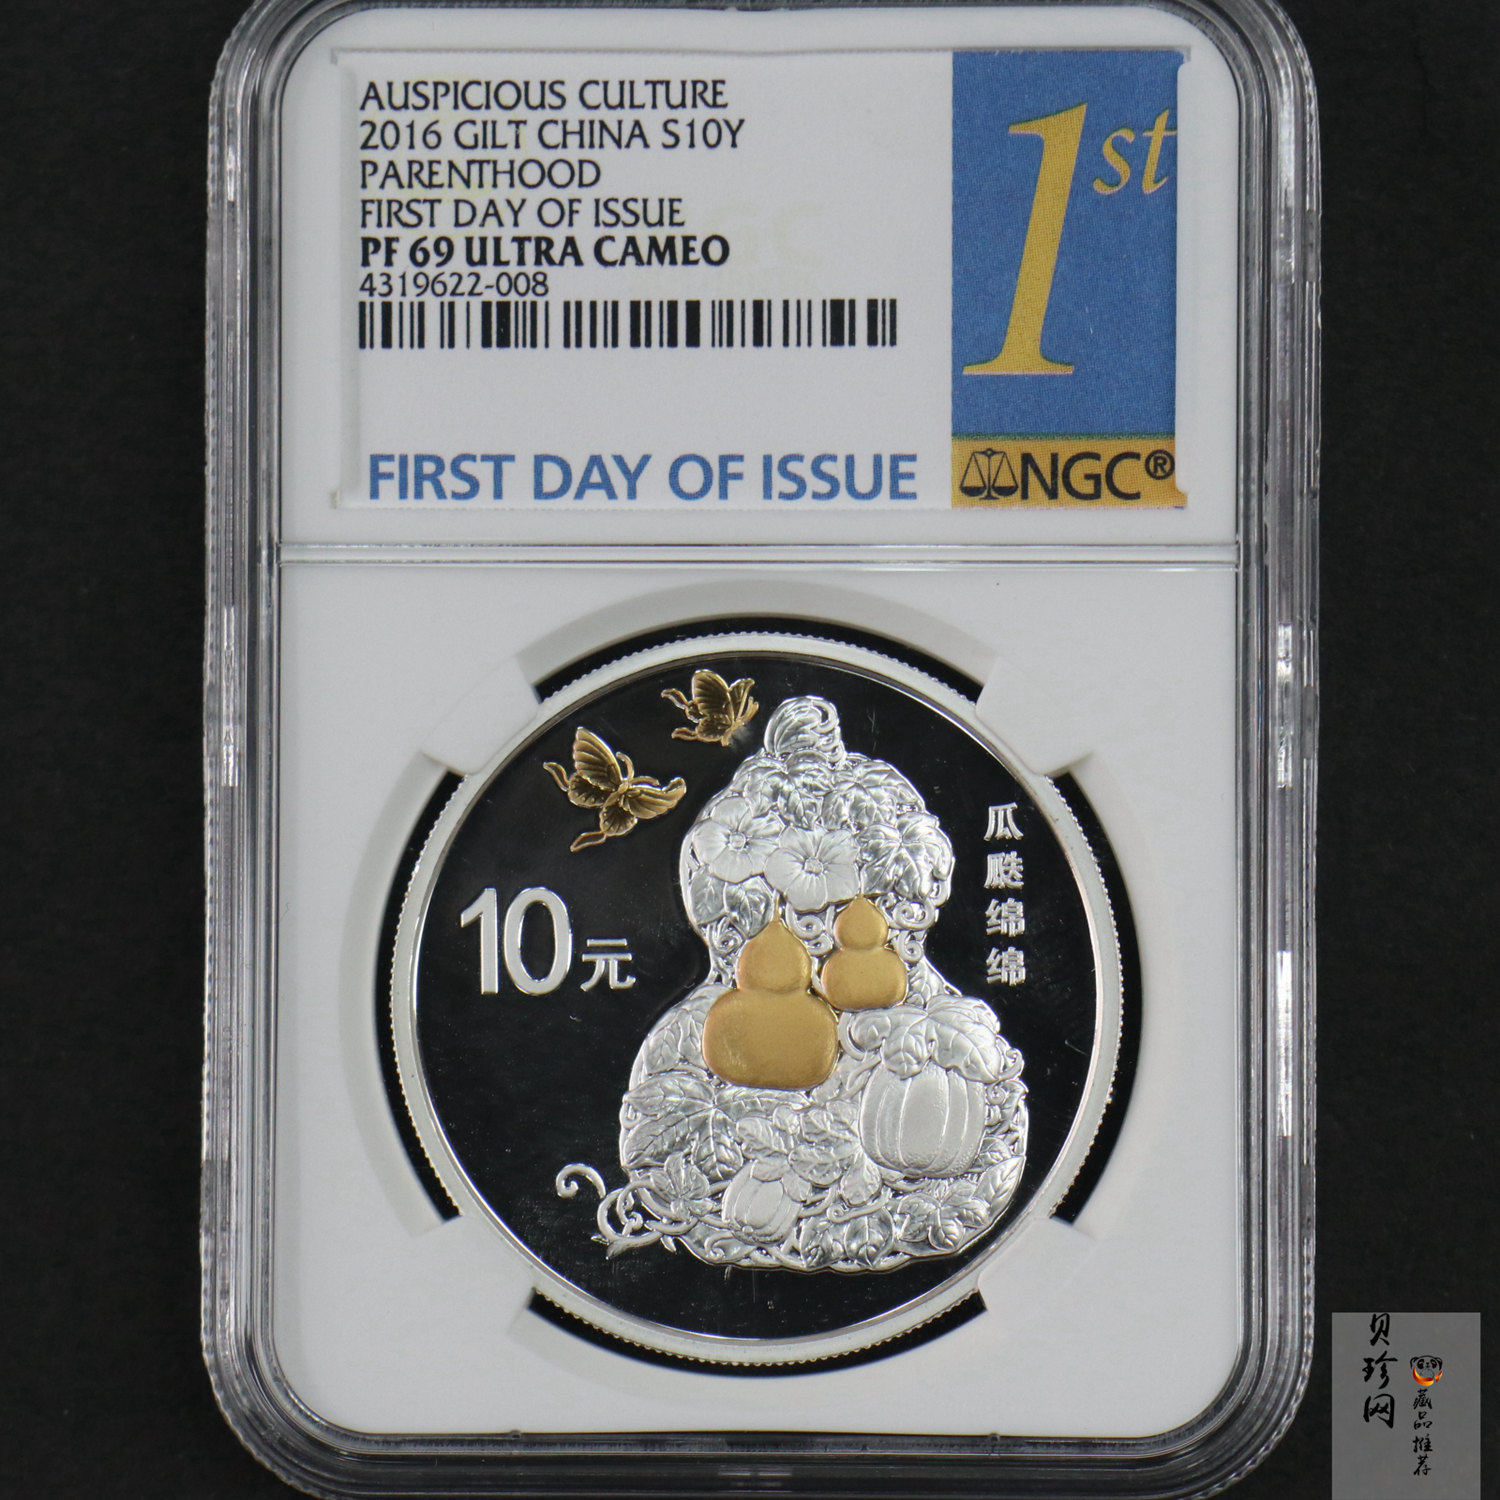 AUSPICIOUS CULTURE
2016 GILT CHINA S10Y
PARENTHOOD
FIRST DAY OF ISSUE
PF 69 ULTRA CAMEO
4319622-008
FIRST DAY OF ISSUE
1st
NGC®
10元
瓜瓞绵绵
贝珍网
藏品推荐